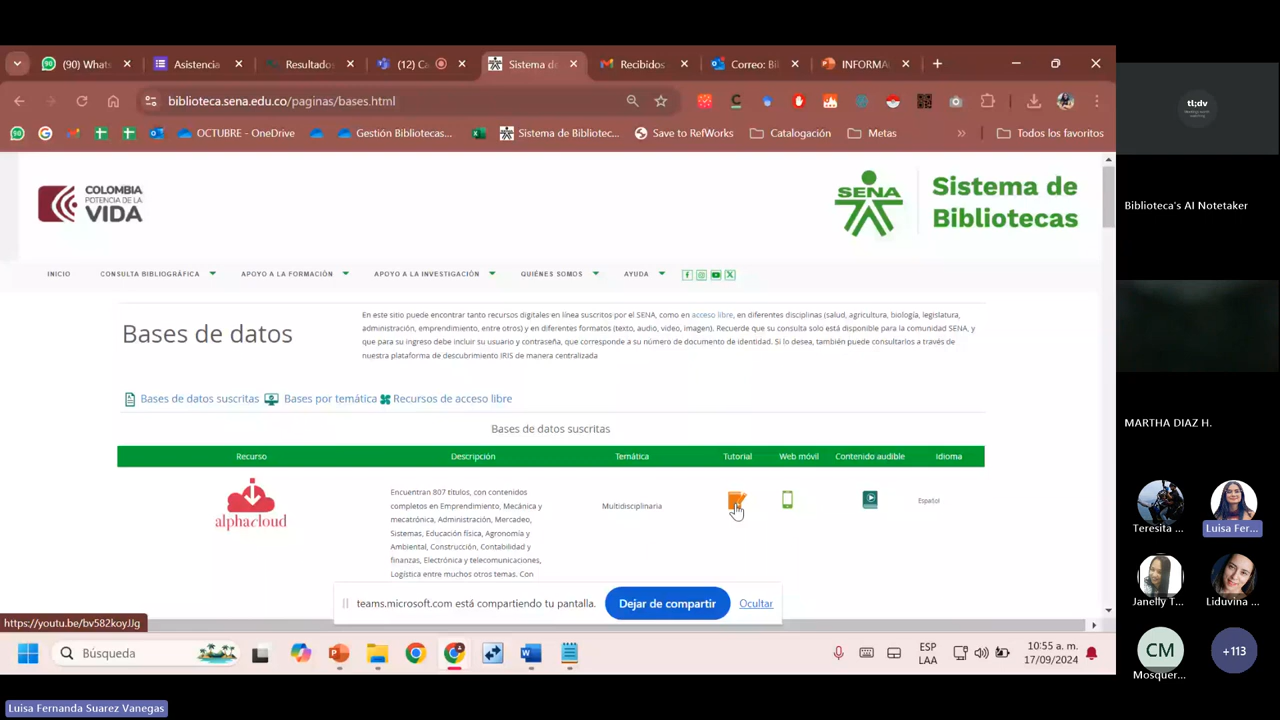 (90) Whats
Asistencia
Resultados
(12) Ca
Sistema de
Recibidos
Correo: Bi
INFORMA
biblioteca.sena.edu.co/paginas/bases.html
OCTUBRE - OneDrive
Gestión Bibliotecas...
Sistema de Bibliotec...
Save to RefWorks
Catalogación
Metas
»
Todos los favoritos
COLOMBIA
POTENCIA DE LA
VIDA
SENA
Sistema de
Bibliotecas
INICIO CONSULTA BIBLIOGRÁFICA APOYO A LA FORMACIÓN APOYO A LA INVESTIGACIÓN QUIÉNES SOMOS AYUDA
Bases de datos
En este sitio puede encontrar tanto recursos digitales en línea suscritos por el SENA, como en acceso libre, en diferentes disciplinas (salud, agricultura, biología, legislatura,
administración, emprendimiento, entre otros) y en diferentes formatos (texto, audio, video, imagen). Recuerde que su consulta solo está disponible para la comunidad SENA, y
que para su ingreso debe incluir su usuario y contraseña, que corresponde a su número de documento de identidad. Si lo desea, también puede consultarlos a través de
nuestra plataforma de descubrimiento IRIS de manera centralizada
Bases de datos suscritas Bases por temática Recursos de acceso libre
Bases de datos suscritas
Recurso Descripción Temática Tutorial Web móvil Contenido audible Idioma
alphacloud
Encuentran 807 títulos, con contenidos
completos en Emprendimiento, Mecánica y
mecatrónica, Administración, Mercadeo,
Sistemas, Educación física, Agronomía y
Ambiental, Construcción, Contabilidad y
finanzas, Electrónica y telecomunicaciones,
Logística entre muchos otros temas. Con
Multidisciplinaria
Español
teams.microsoft.com está compartiendo tu pantalla.
Dejar de compartir
Ocultar
https://youtu.be/bv582koyJJg
Búsqueda
ESP
LAA
10:55 a. m.
17/09/2024
tl;dv
Biblioteca's AI Notetaker
MARTHA DIAZ H.
Teresita ...
Luisa Fer...
Janelly T...
Liduvina ...
CM
Mosquer...
+113
Luisa Fernanda Suarez Vanegas